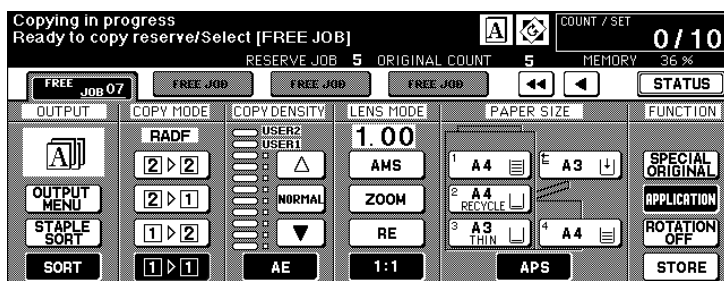 Copying in progress
Ready to copy reserve/Select [FREE JOB]
A
COUNT / SET
0/10
RESERVE JOB 5 ORIGINAL COUNT 5 MEMORY 36 %
FREE JOB 07 FREE JOB FREE JOB FREE JOB STATUS
OUTPUT COPY MODE COPY DENSITY LENS MODE PAPER SIZE FUNCTION
RADF USER2 1.00
USER1
A 2▷2 AMS 1 A4 A3 SPECIAL ORIGINAL
OUTPUT MENU 2▷1 NORMAL ZOOM 2 A4 RECYCLE APPLICATION
STAPLE SORT 1▷2 RE 3 A3 THIN 4 A4 ROTATION OFF
SORT 1▷1 AE 1:1 APS STORE